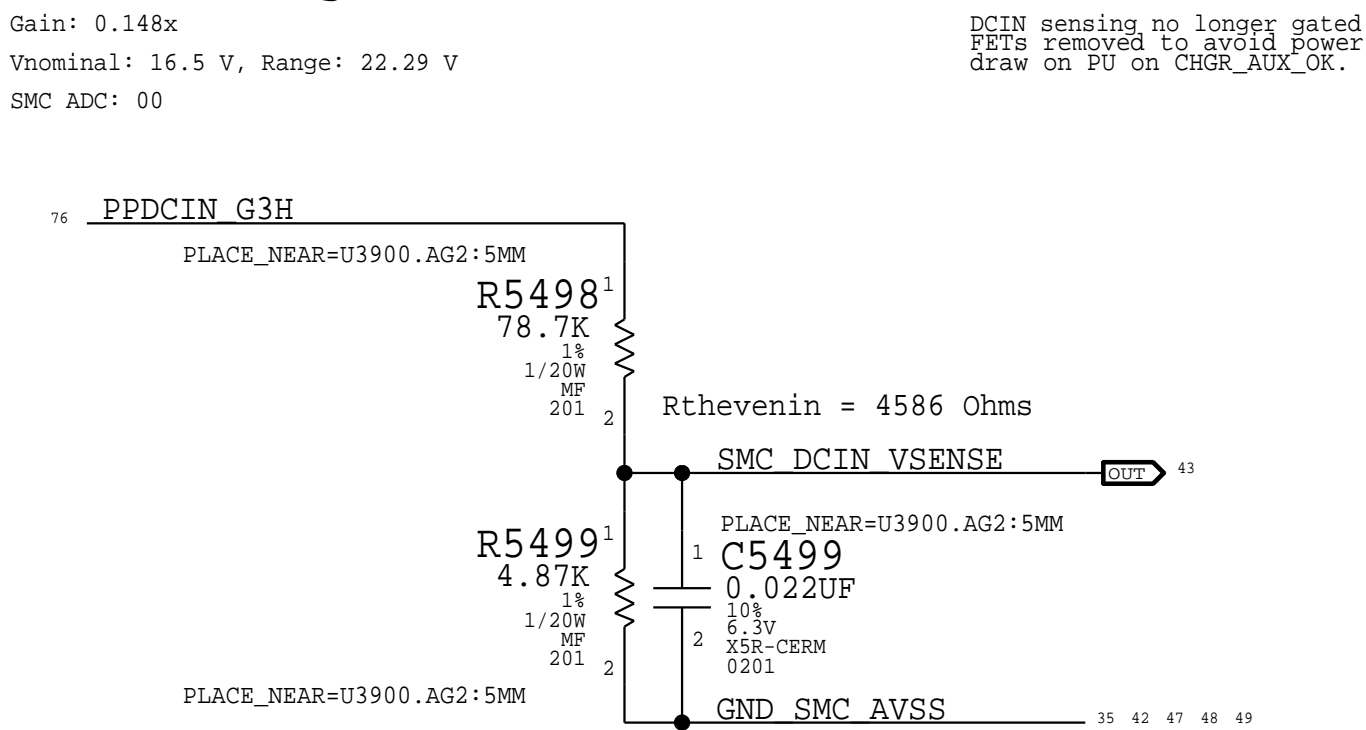 Gain: 0.148x
Vnominal: 16.5 V, Range: 22.29 V
SMC ADC: 00
DCIN sensing no longer gated
FETs removed to avoid power
draw on PU on CHGR_AUX_OK.
76 PPDCIN_G3H
PLACE_NEAR=U3900.AG2:5MM
R5498 1
78.7K
1%
1/20W
MF
201 2
Rthevenin = 4586 Ohms
SMC_DCIN_VSENSE
OUT 43
PLACE_NEAR=U3900.AG2:5MM
R5499 1
4.87K
1%
1/20W
MF
201 2
1 C5499
0.022UF
10%
6.3V
2 X5R-CERM
0201
PLACE_NEAR=U3900.AG2:5MM
GND_SMC_AVSS
35 42 47 48 49